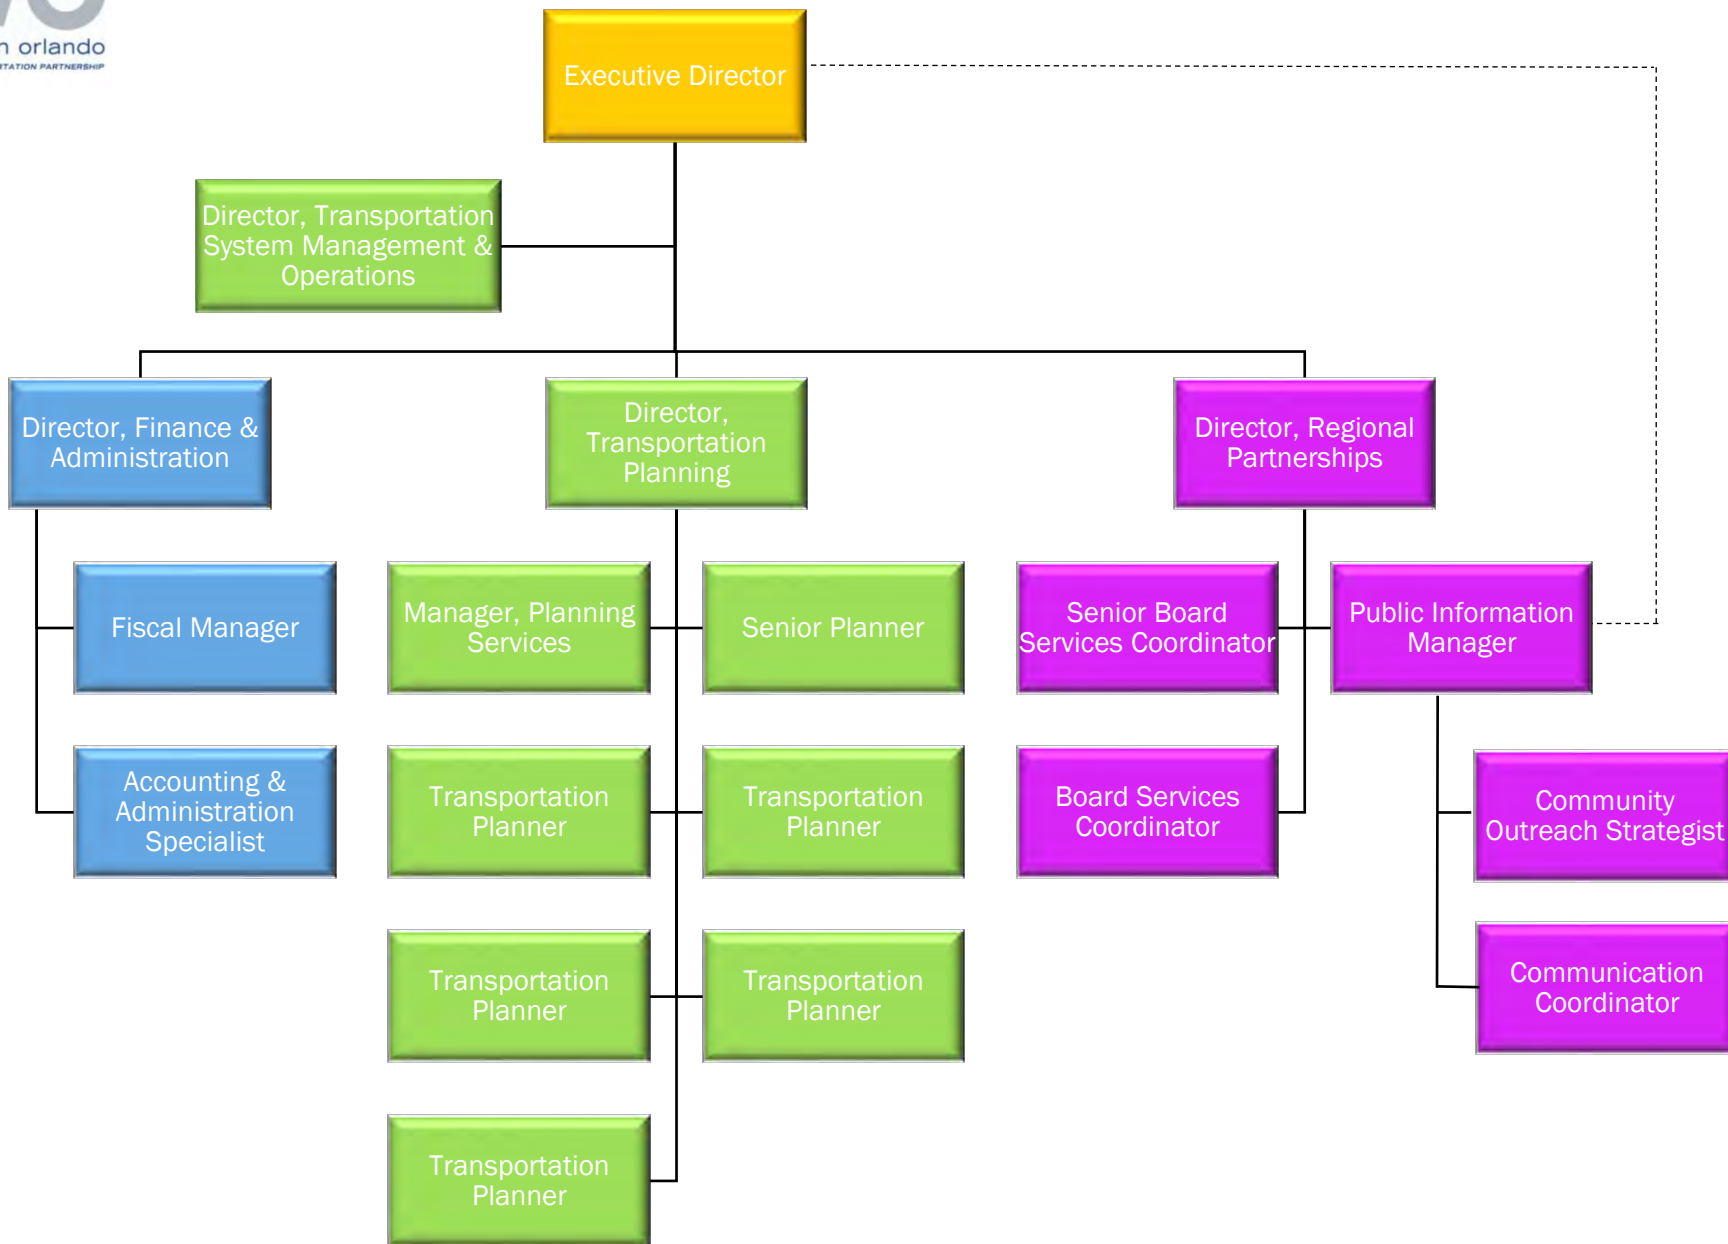 orlando
PARTNERSHIP
Executive Director
Director, Transportation
System Management &
Operations
Director, Finance &
Administration
Director,
Transportation
Planning
Director, Regional
Partnerships
Fiscal Manager
Manager, Planning
Services
Senior Planner
Senior Board
Services Coordinator
Public Information
Manager
Accounting &
Administration
Specialist
Transportation
Planner
Transportation
Planner
Board Services
Coordinator
Community
Outreach Strategist
Transportation
Planner
Transportation
Planner
Communication
Coordinator
Transportation
Planner